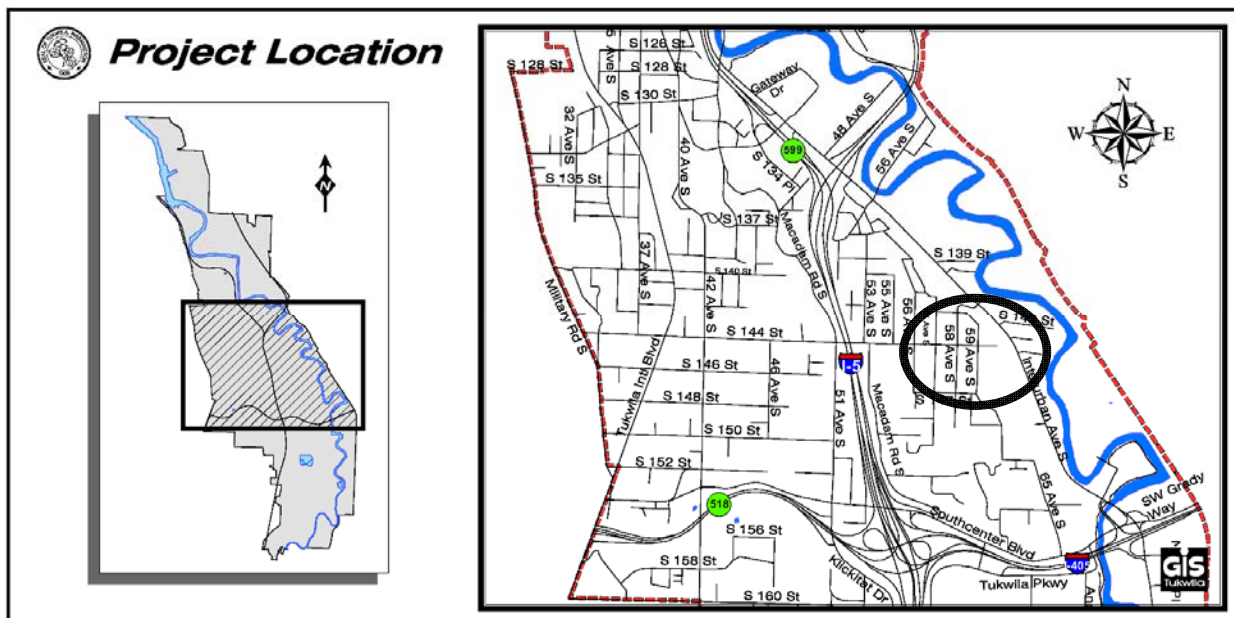 Project Location
N
N
W
E
S
S 126 St
S 128 St
S 128 St
S 130 St
Gateway
Dr
32 Ave S
40 Ave S
48 Ave S
56 Ave S
599
S 134 Pl
S 135 St
S 137 St
Macadam Rd S
S 139 St
37 Ave S
S 140 St
42 Ave S
Military Rd S
55 Ave S
53 Ave S
S 144 St
58 Ave S
59 Ave S
I-5
Tukwila Intl Blvd
S 146 St
46 Ave S
Interurban Ave S
S 148 St
51 Ave S
Macadam Rd S
S 150 St
S 152 St
65 Ave S
SW Grady
Way
518
Southcenter Blvd
S 156 St
S 158 St
Klickitat Dr
-405
Tukwila Pkwy
S 160 St
GIS
Tukwila